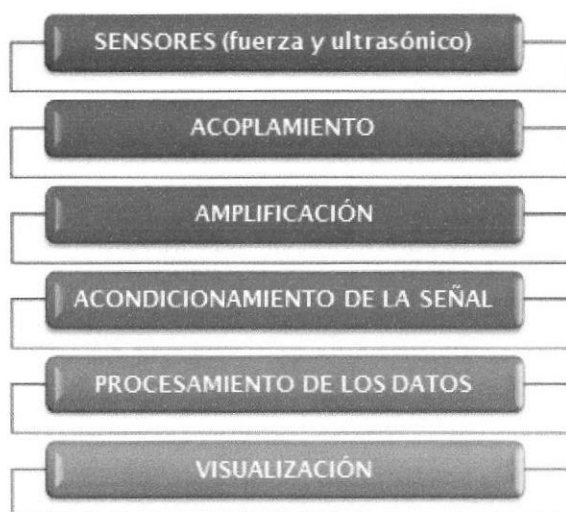 SENSORES (fuerza y ultrasónico)
ACOPLAMIENTO
AMPLIFICACIÓN
ACONDICIONAMIENTO DE LA SEÑAL
PROCESAMIENTO DE LOS DATOS
VISUALIZACIÓN